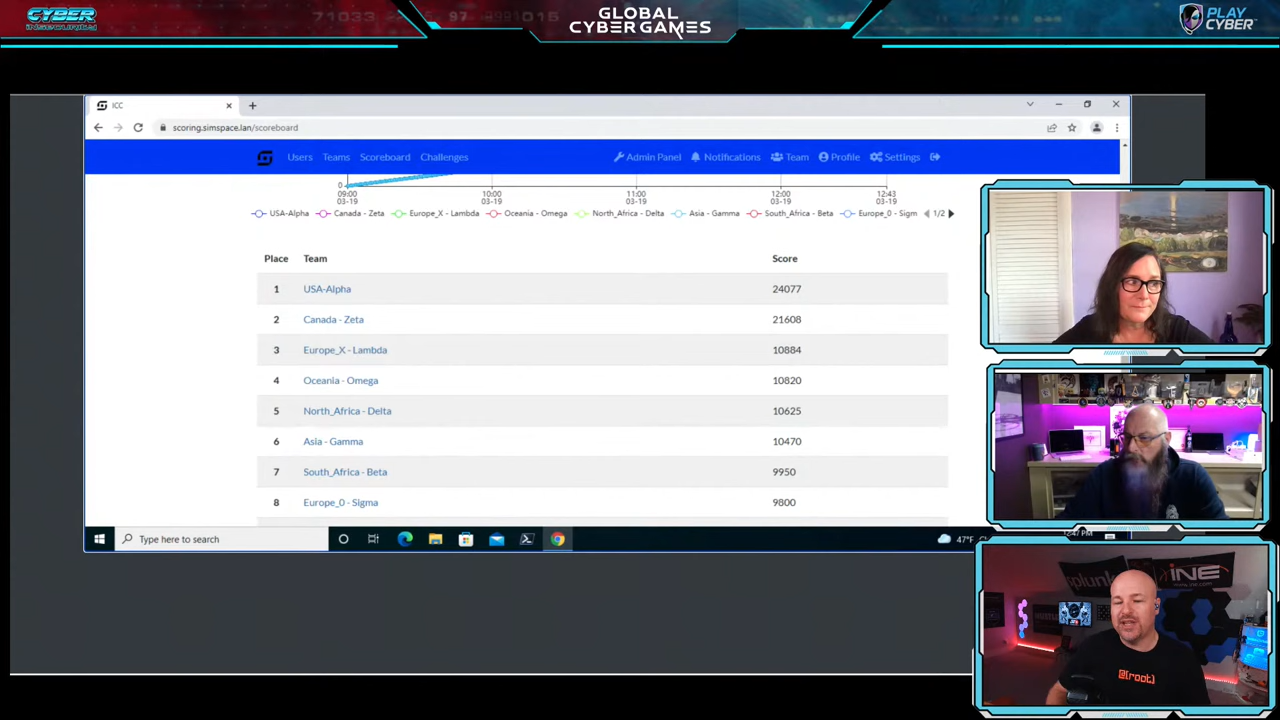 CYBER
INSECURITY
GLOBAL
CYBER GAMES
PLAY
CYBER
ICC
scoring.simspace.lan/scoreboard
Users Teams Scoreboard Challenges Admin Panel Notifications Team Profile Settings
0
09:00 10:00 11:00 12:00 12:43
03-19 03-19 03-19 03-19 03-19
USA-Alpha Canada - Zeta Europe_X - Lambda Oceania - Omega North_Africa - Delta Asia - Gamma South_Africa - Beta Europe_0 - Sigm 1/2
Place Team Score
1 USA-Alpha 24077
2 Canada - Zeta 21608
3 Europe_X - Lambda 10884
4 Oceania - Omega 10820
5 North_Africa - Delta 10625
6 Asia - Gamma 10470
7 South_Africa - Beta 9950
8 Europe_0 - Sigma 9800
Type here to search
47°F
splunk>
iNE
@(root)